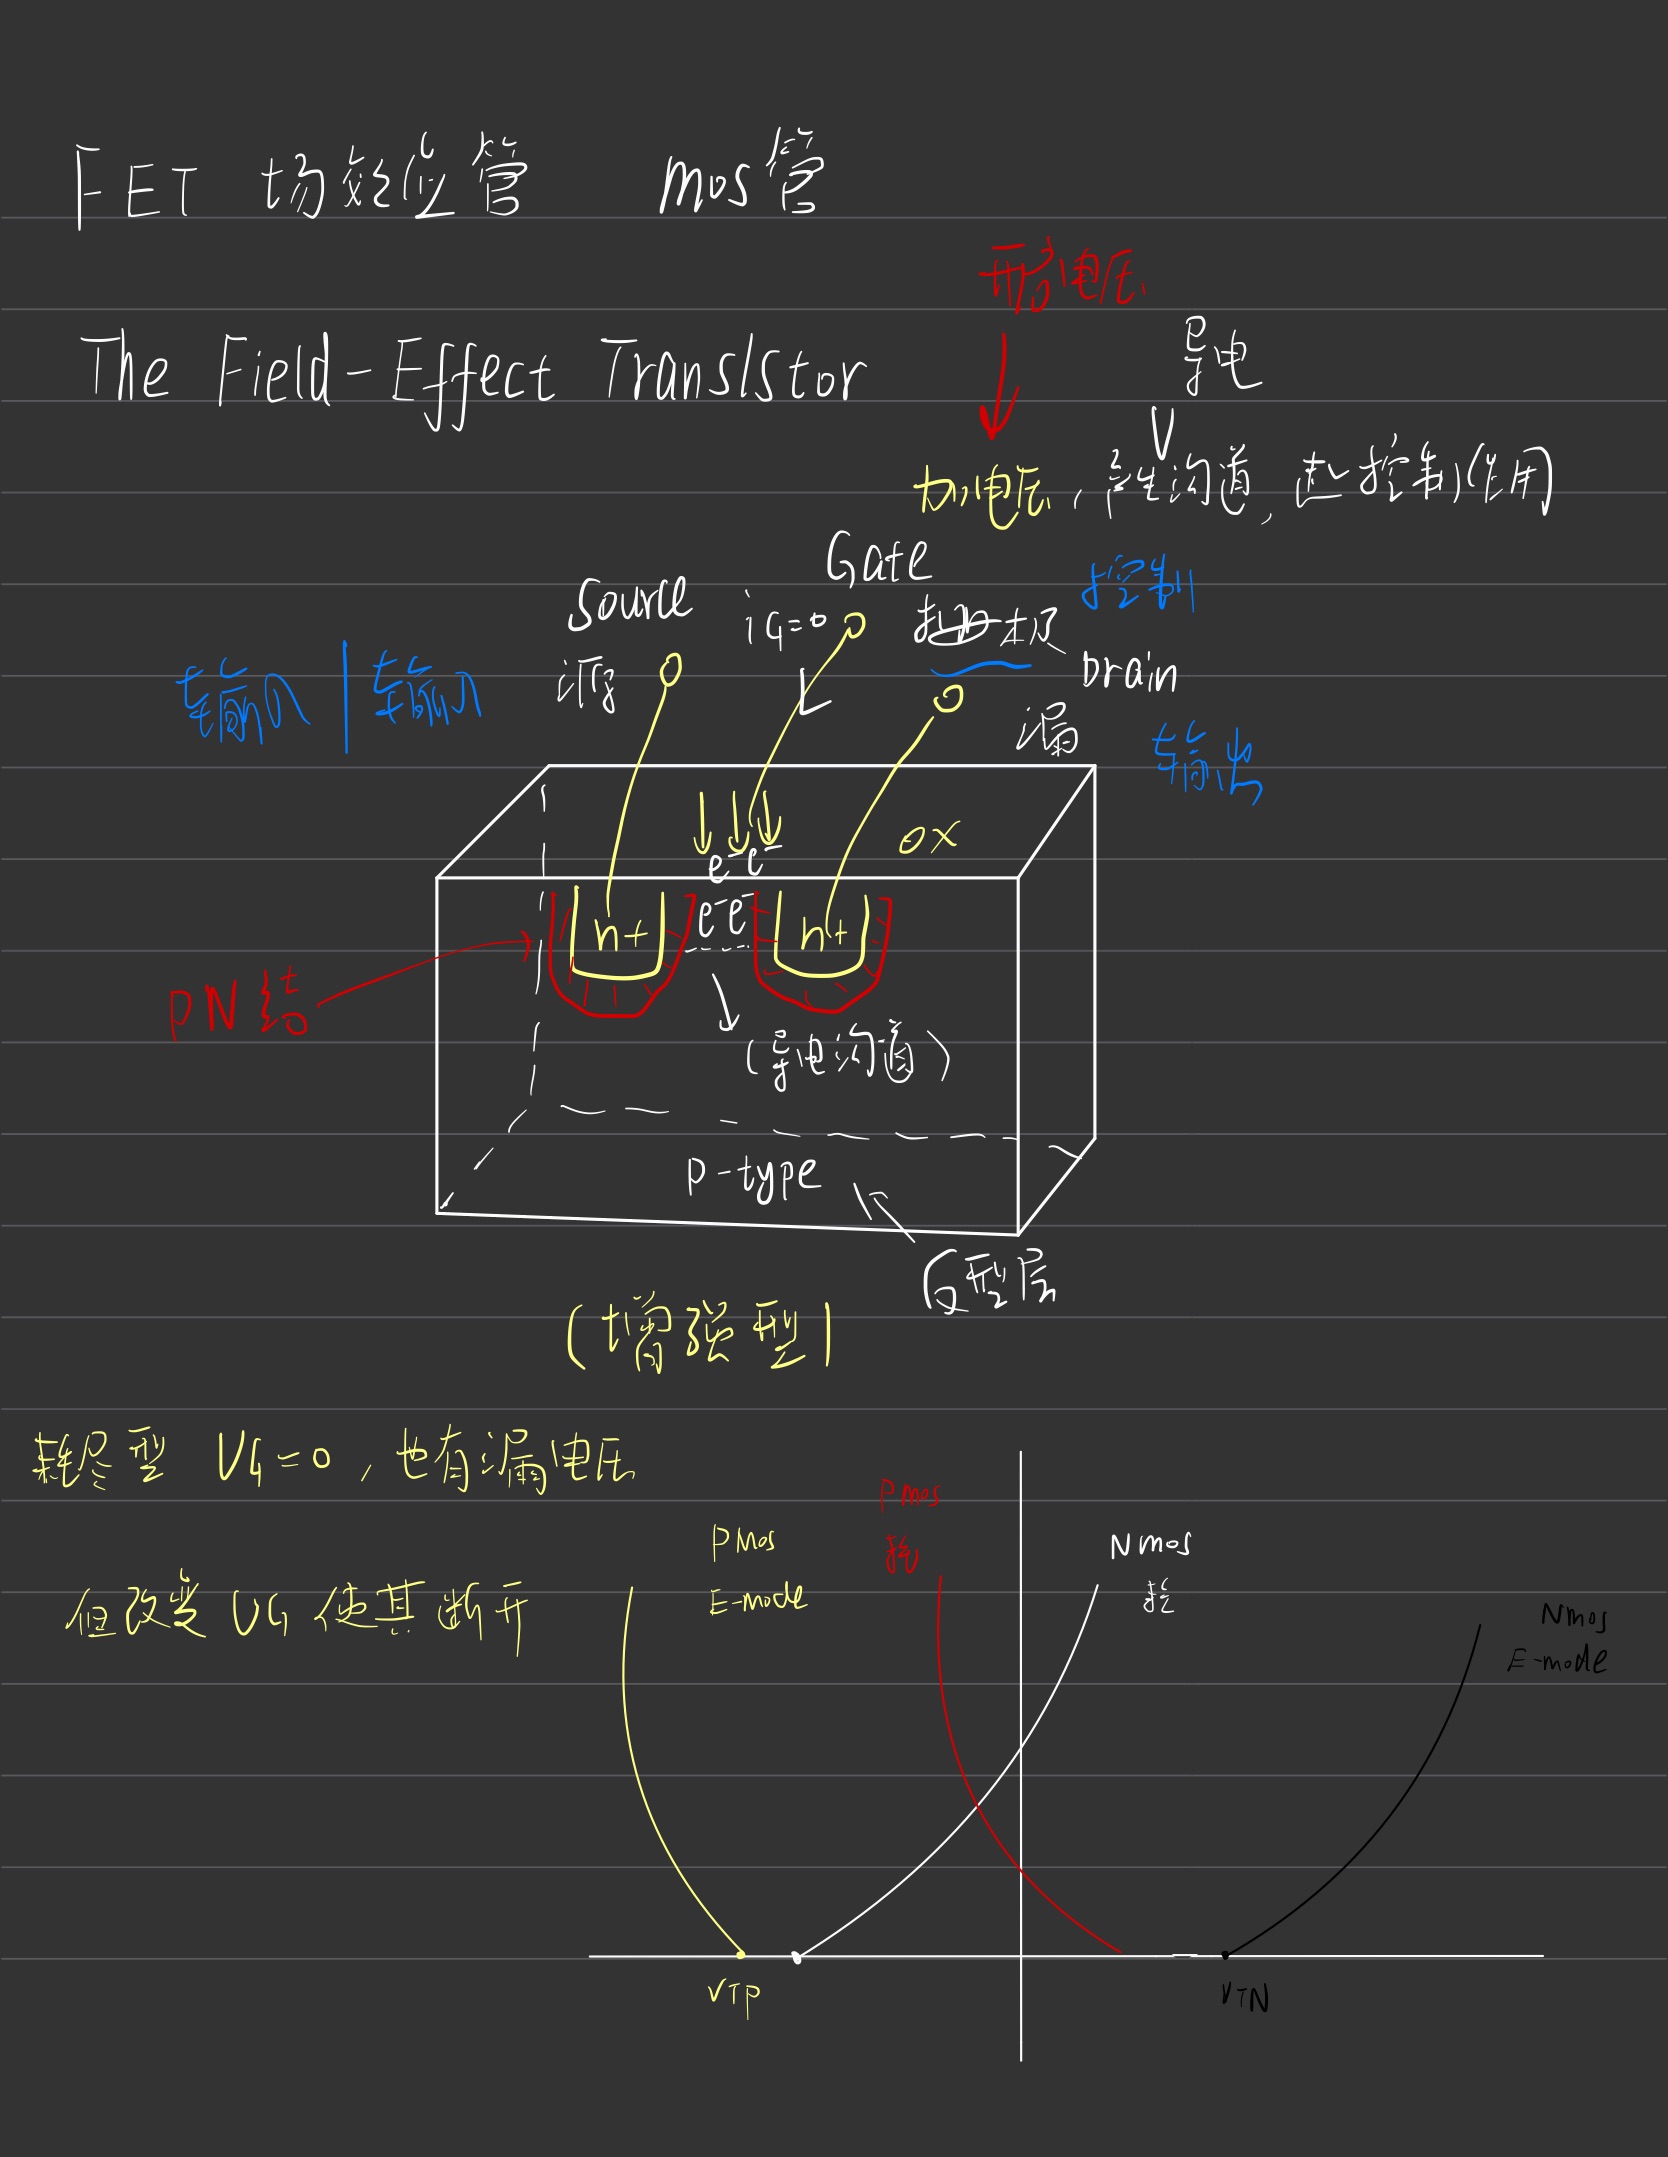 FET 场效应管 mos管
开启电压
The Field-Effect Transistor
导电
加电压，产生沟道，起控制作用
Gate
控制
Source
iG=0
极
Drain
源
输入 | 输入
漏
输出
ox
e⁻e⁻
e⁻e⁻
n+ n+
PN结
(导电沟道)
p-type
反型层
(增强型)
耗尽型 VG=0，也有漏电压
PMos
PMos
耗
E-mode
NMos
耗
但改变VG使其断开
NMos
E-mode
VTP
VTN